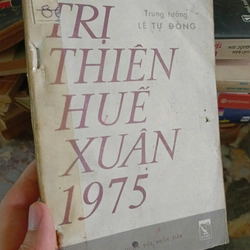 Trung tướng
LÊ TỰ ĐỒNG
TRỊ
THIÊN
HUẾ
XUÂN
1975